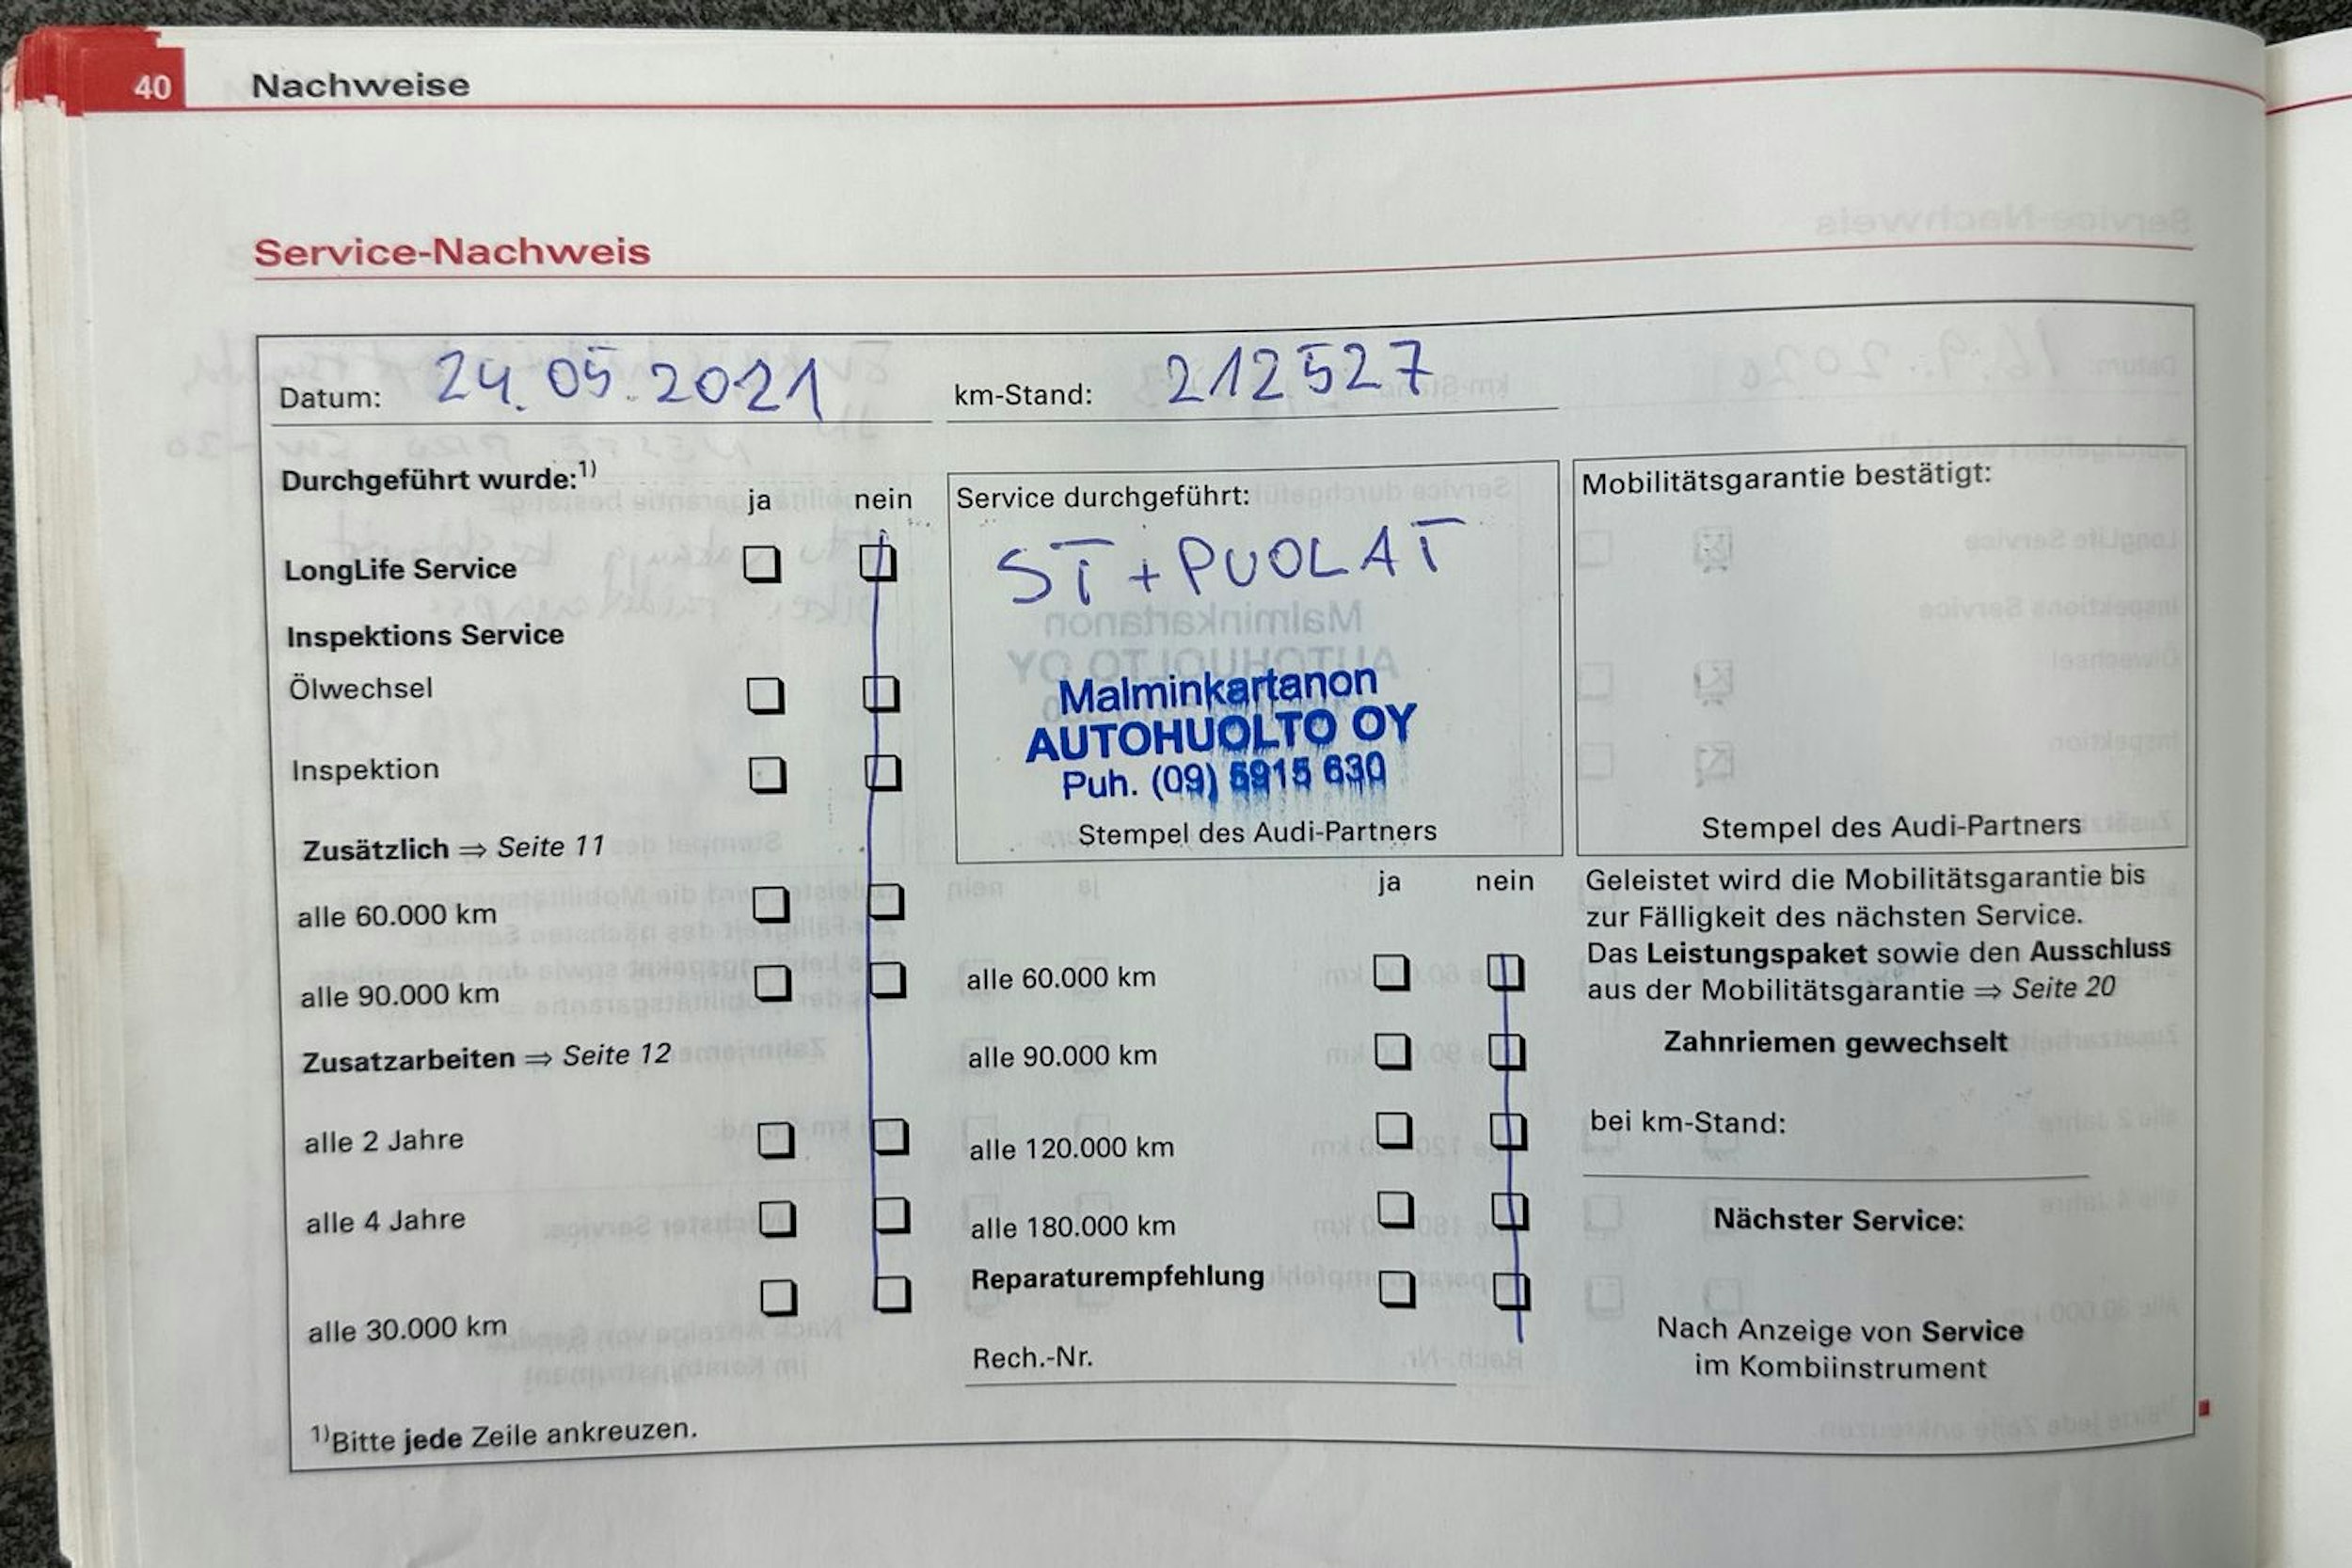 40 Nachweise
Service-Nachweis
Datum: 24.05.2021 km-Stand: 212527
Durchgeführt wurde:1)
ja nein
LongLife Service
Inspektions Service
Ölwechsel
Inspektion
Zusätzlich ⇒ Seite 11
alle 60.000 km
alle 90.000 km
Zusatzarbeiten ⇒ Seite 12
alle 2 Jahre
alle 4 Jahre
alle 30.000 km
1)Bitte jede Zeile ankreuzen.
Service durchgeführt:
ST + PUOLAT
Malminkartanon
AUTOHUOLTO OY
Puh. (09) 5915 630
Stempel des Audi-Partners
ja nein
alle 60.000 km
alle 90.000 km
alle 120.000 km
alle 180.000 km
Reparaturempfehlung
Rech.-Nr.
Mobilitätsgarantie bestätigt:
Stempel des Audi-Partners
Geleistet wird die Mobilitätsgarantie bis
zur Fälligkeit des nächsten Service.
Das Leistungspaket sowie den Ausschluss
aus der Mobilitätsgarantie ⇒ Seite 20
Zahnriemen gewechselt
bei km-Stand:
Nächster Service:
Nach Anzeige von Service
im Kombiinstrument